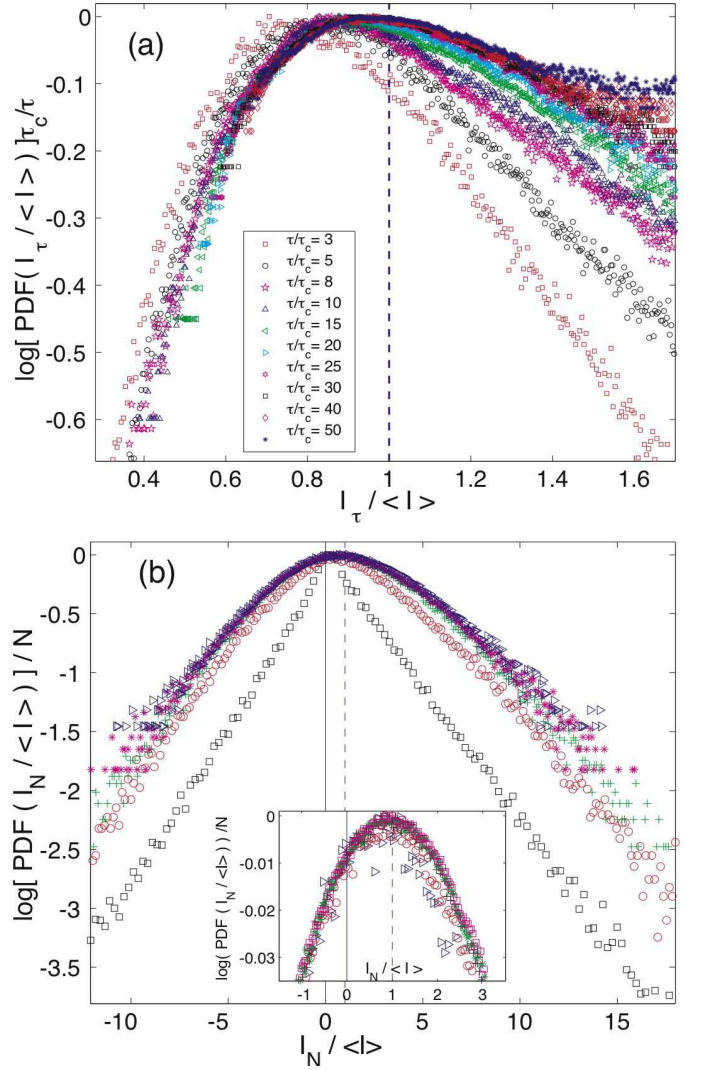 (a)
log[ PDF( I_τ / < I > ) ] τ_c / τ
0
-0.1
-0.2
-0.3
-0.4
-0.5
-0.6
τ/τ_c = 3
τ/τ_c = 5
τ/τ_c = 8
τ/τ_c = 10
τ/τ_c = 15
τ/τ_c = 20
τ/τ_c = 25
τ/τ_c = 30
τ/τ_c = 40
τ/τ_c = 50
0.4 0.6 0.8 1 1.2 1.4 1.6
I_τ / < I >
(b)
log[ PDF ( I_N / <I> ) ] / N
0
-0.5
-1
-1.5
-2
-2.5
-3
-3.5
log( PDF ( I_N / <I> ) ) /N
0
-0.01
-0.02
-0.03
I_N / < I >
-1 0 1 2 3
-10 -5 0 5 10 15
I_N / <I>